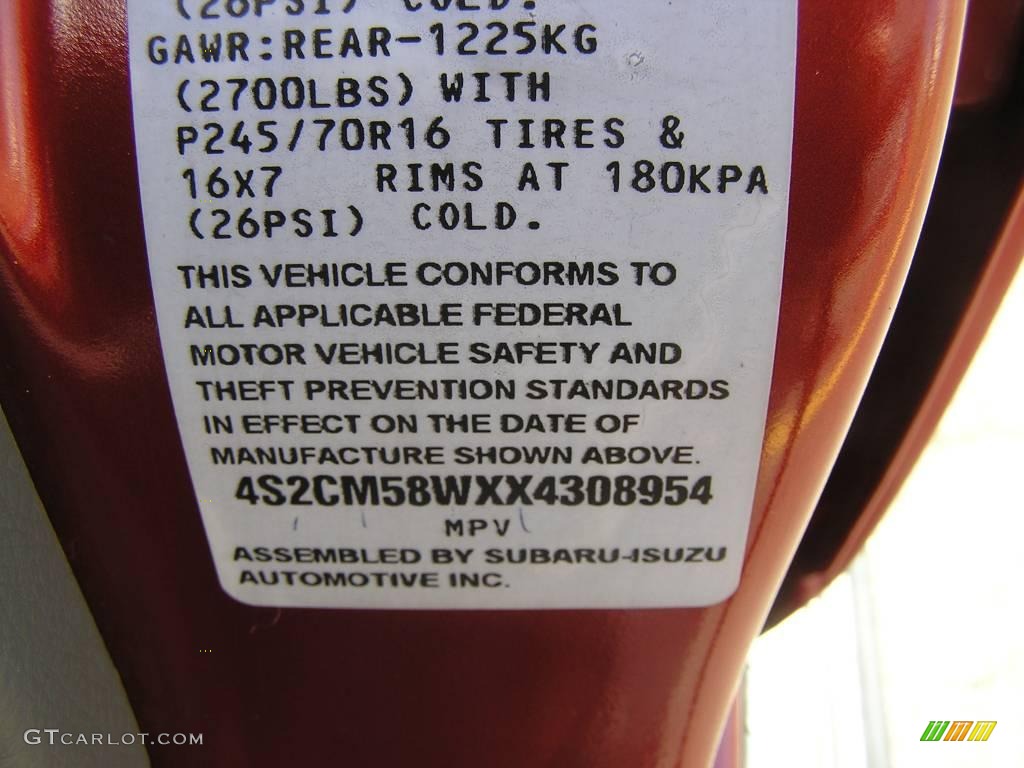 (26PSI) COLD.
GAWR:REAR-1225KG
(2700LBS) WITH
P245/70R16 TIRES &
16X7 RIMS AT 180KPA
(26PSI) COLD.
THIS VEHICLE CONFORMS TO
ALL APPLICABLE FEDERAL
MOTOR VEHICLE SAFETY AND
THEFT PREVENTION STANDARDS
IN EFFECT ON THE DATE OF
MANUFACTURE SHOWN ABOVE.
4S2CM58WXX4308954
MPV
ASSEMBLED BY SUBARU-ISUZU
AUTOMOTIVE INC.
GTCARLOT.COM